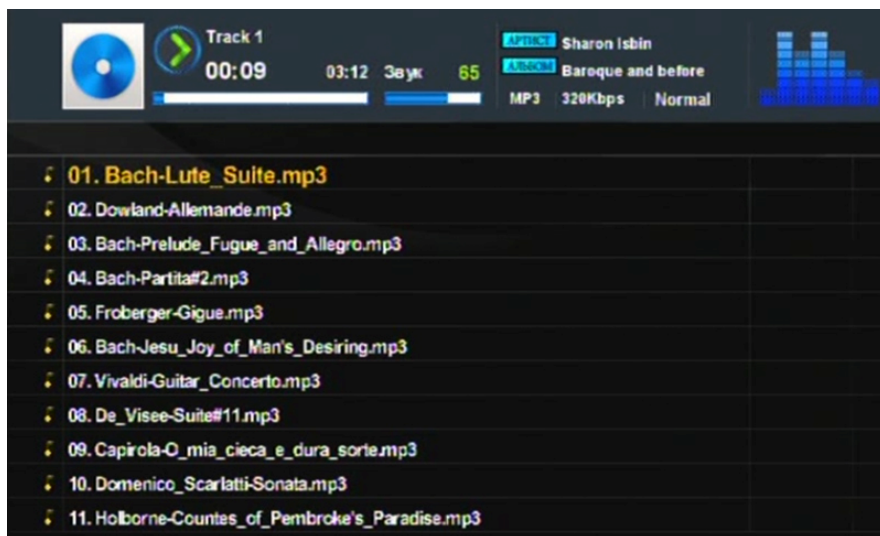 Track 1
00:09 03:12 Звук 65
АРТИСТ Sharon Isbin
АЛЬБОМ Baroque and before
MP3 320Kbps Normal
01. Bach-Lute_Suite.mp3
02. Dowland-Allemande.mp3
03. Bach-Prelude_Fugue_and_Allegro.mp3
04. Bach-Partita#2.mp3
05. Froberger-Gigue.mp3
06. Bach-Jesu_Joy_of_Man's_Desiring.mp3
07. Vivaldi-Guitar_Concerto.mp3
08. De_Visee-Suite#11.mp3
09. Capirola-O_mia_cieca_e_dura_sorte.mp3
10. Domenico_Scarlatti-Sonata.mp3
11. Holborne-Countes_of_Pembroke's_Paradise.mp3